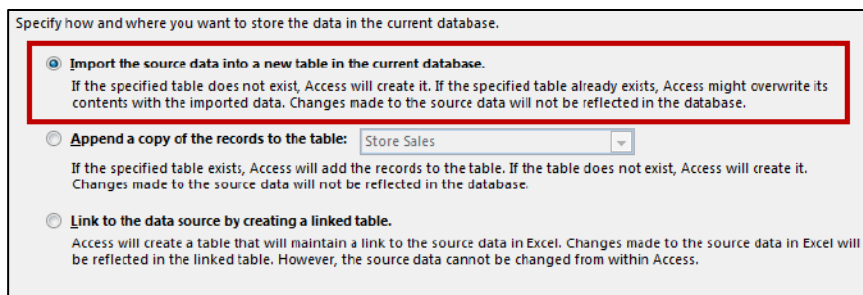 Specify how and where you want to store the data in the current database.
Import the source data into a new table in the current database.
If the specified table does not exist, Access will create it. If the specified table already exists, Access might overwrite its
contents with the imported data. Changes made to the source data will not be reflected in the database.
Append a copy of the records to the table: Store Sales
If the specified table exists, Access will add the records to the table. If the table does not exist, Access will create it.
Changes made to the source data will not be reflected in the database.
Link to the data source by creating a linked table.
Access will create a table that will maintain a link to the source data in Excel. Changes made to the source data in Excel will
be reflected in the linked table. However, the source data cannot be changed from within Access.